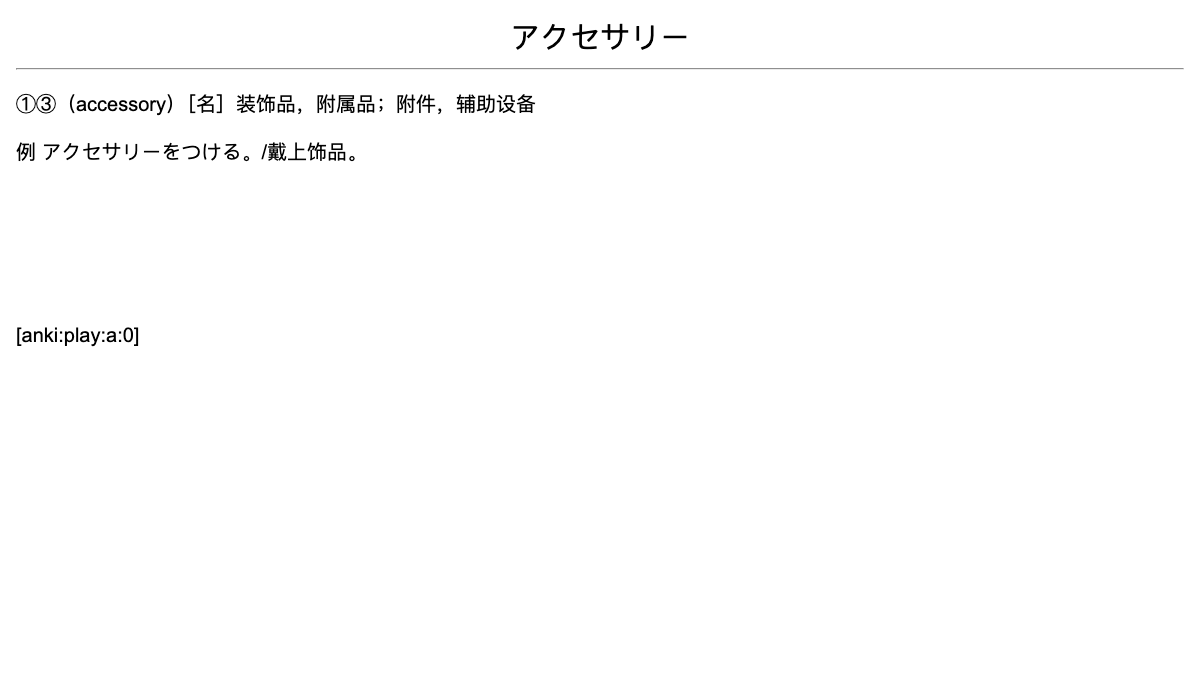 アクセサリー
①③（accessory）［名］装饰品，附属品；附件，辅助设备
例 アクセサリーをつける。/戴上饰品。
[anki:play:a:0]